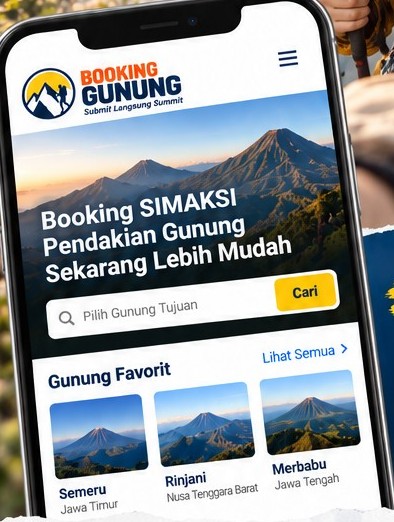 BOOKING
GUNUNG
Submit Langsung Summit
Booking SIMAKSI
Pendakian Gunung
Sekarang Lebih Mudah
Pilih Gunung Tujuan
Cari
Gunung Favorit
Lihat Semua
Semeru
Jawa Timur
Rinjani
Nusa Tenggara Barat
Merbabu
Jawa Tengah